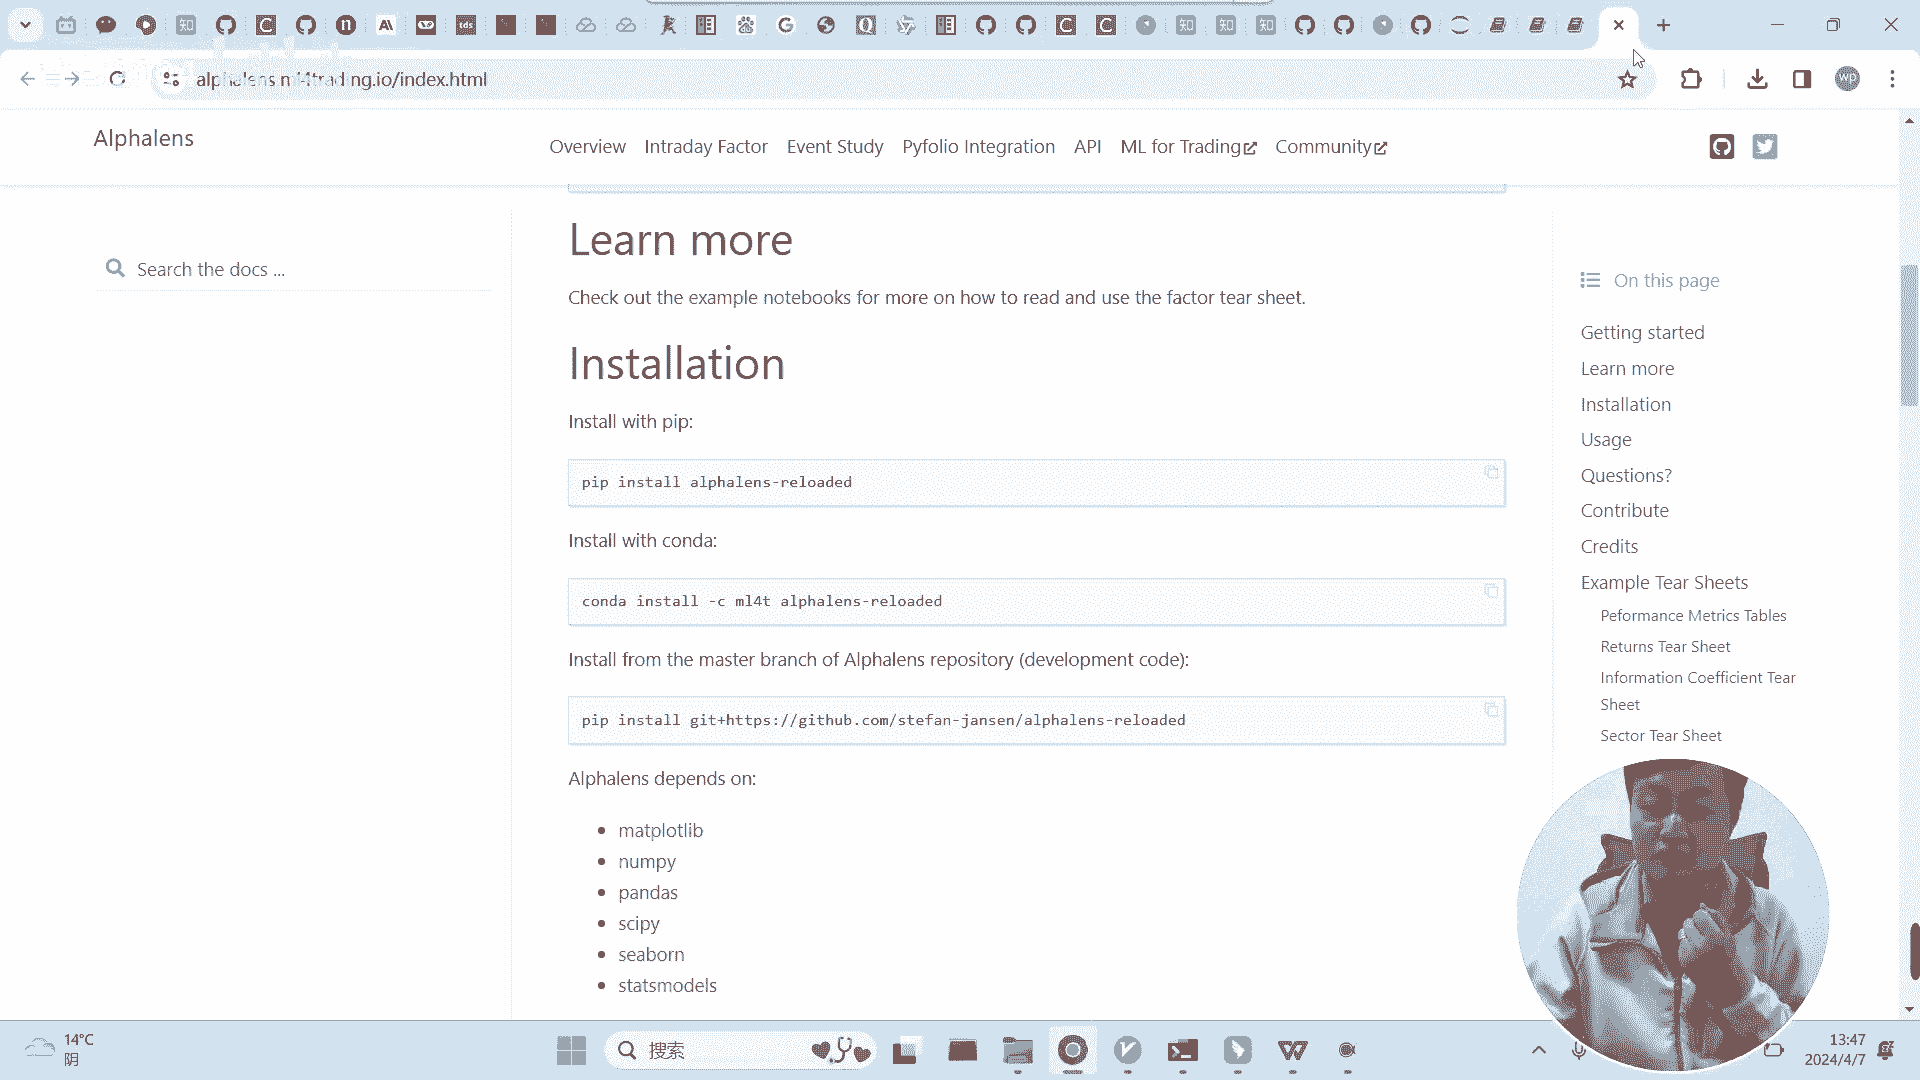 alphalens.ml4trading.io/index.html
wp
Alphalens
Overview Intraday Factor Event Study Pyfolio Integration API ML for Trading Community
Search the docs ...
Learn more
Check out the example notebooks for more on how to read and use the factor tear sheet.
Installation
Install with pip:
pip install alphalens-reloaded
Install with conda:
conda install -c ml4t alphalens-reloaded
Install from the master branch of Alphalens repository (development code):
pip install git+https://github.com/stefan-jansen/alphalens-reloaded
Alphalens depends on:
matplotlib
numpy
pandas
scipy
seaborn
statsmodels
On this page
Getting started
Learn more
Installation
Usage
Questions?
Contribute
Credits
Example Tear Sheets
Peformance Metrics Tables
Returns Tear Sheet
Information Coefficient Tear
Sheet
Sector Tear Sheet
14°C
阴
搜索
13:47
2024/4/7